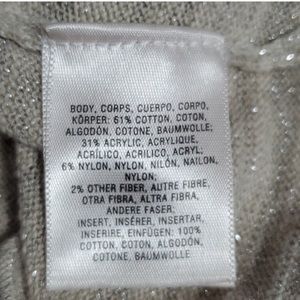 BODY, CORPS, CUERPO, CORPO,
KÖRPER: 61% COTTON, COTON,
ALGODÓN, COTONE, BAUMWOLLE;
31% ACRYLIC, ACRYLIQUE,
ACRÍLICO, ACRILICO, ACRYL;
6% NYLON, NYLON, NILÓN, NAILON,
NYLON;
2% OTHER FIBER, AUTRE FIBRE,
OTRA FIBRA, ALTRA FIBRA,
ANDERE FASER;
INSERT, INSÉRER, INSERTAR,
INSERIRE, EINFÜGEN: 100%
COTTON, COTON, ALGODÓN,
COTONE, BAUMWOLLE